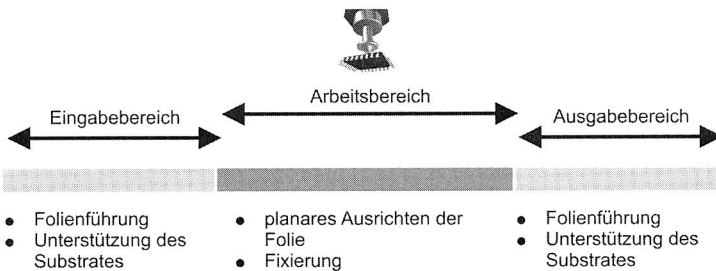 Arbeitsbereich
Eingabebereich
Ausgabebereich
● Folienführung
● Unterstützung des
Substrates
● planares Ausrichten der
Folie
● Fixierung
● Folienführung
● Unterstützung des
Substrates